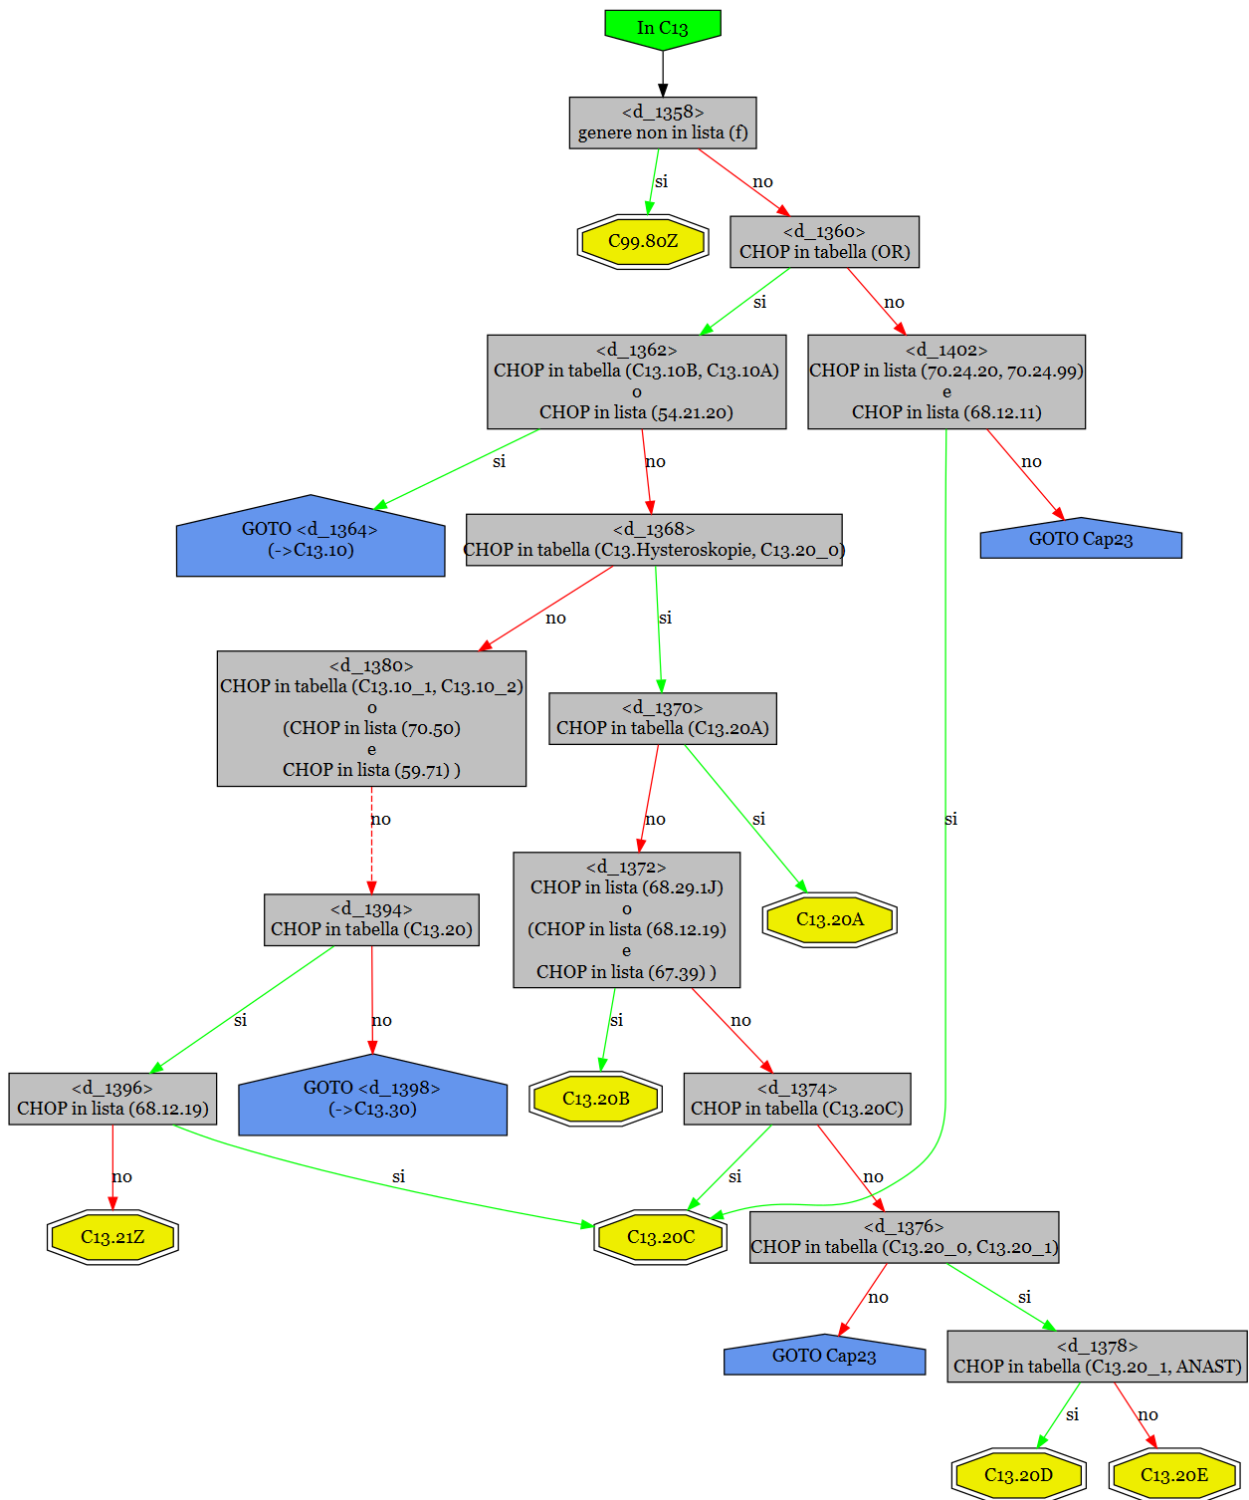 In C13
<d_1358>
genere non in lista (f)
si
no
C99.80Z
<d_1360>
CHOP in tabella (OR)
si
no
<d_1362>
CHOP in tabella (C13.10B, C13.10A)
o
CHOP in lista (54.21.20)
<d_1402>
CHOP in lista (70.24.20, 70.24.99)
e
CHOP in lista (68.12.11)
si
no
no
GOTO <d_1364>
(->C13.10)
<d_1368>
CHOP in tabella (C13.Hysteroskopie, C13.20_0)
GOTO Cap23
no
si
<d_1380>
CHOP in tabella (C13.10_1, C13.10_2)
o
(CHOP in lista (70.50)
e
CHOP in lista (59.71) )
<d_1370>
CHOP in tabella (C13.20A)
no
no
si
si
<d_1394>
CHOP in tabella (C13.20)
<d_1372>
CHOP in lista (68.29.1J)
o
(CHOP in lista (68.12.19)
e
CHOP in lista (67.39) )
C13.20A
si
no
si
no
<d_1396>
CHOP in lista (68.12.19)
GOTO <d_1398>
(->C13.30)
C13.20B
<d_1374>
CHOP in tabella (C13.20C)
no
si
si
no
C13.21Z
C13.20C
<d_1376>
CHOP in tabella (C13.20_0, C13.20_1)
no
si
GOTO Cap23
<d_1378>
CHOP in tabella (C13.20_1, ANAST)
si
no
C13.20D
C13.20E